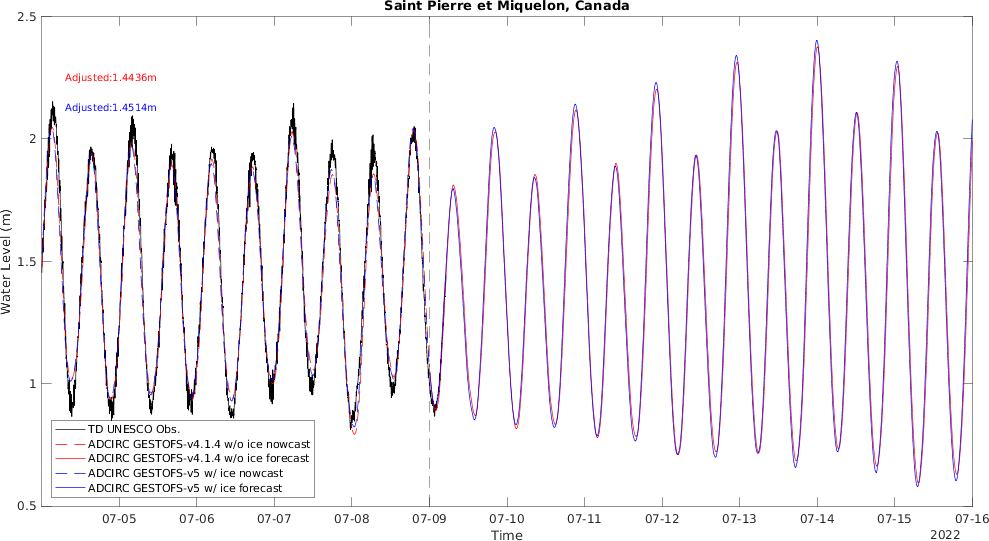 Saint Pierre et Miquelon, Canada
2.5
Adjusted:1.4436m
Adjusted:1.4514m
2
1.5
1
0.5
Water Level (m)
TD UNESCO Obs.
ADCIRC GESTOFS-v4.1.4 w/o ice nowcast
ADCIRC GESTOFS-v4.1.4 w/o ice forecast
ADCIRC GESTOFS-v5 w/ ice nowcast
ADCIRC GESTOFS-v5 w/ ice forecast
07-05 07-06 07-07 07-08 07-09 07-10 07-11 07-12 07-13 07-14 07-15 07-16
Time
2022